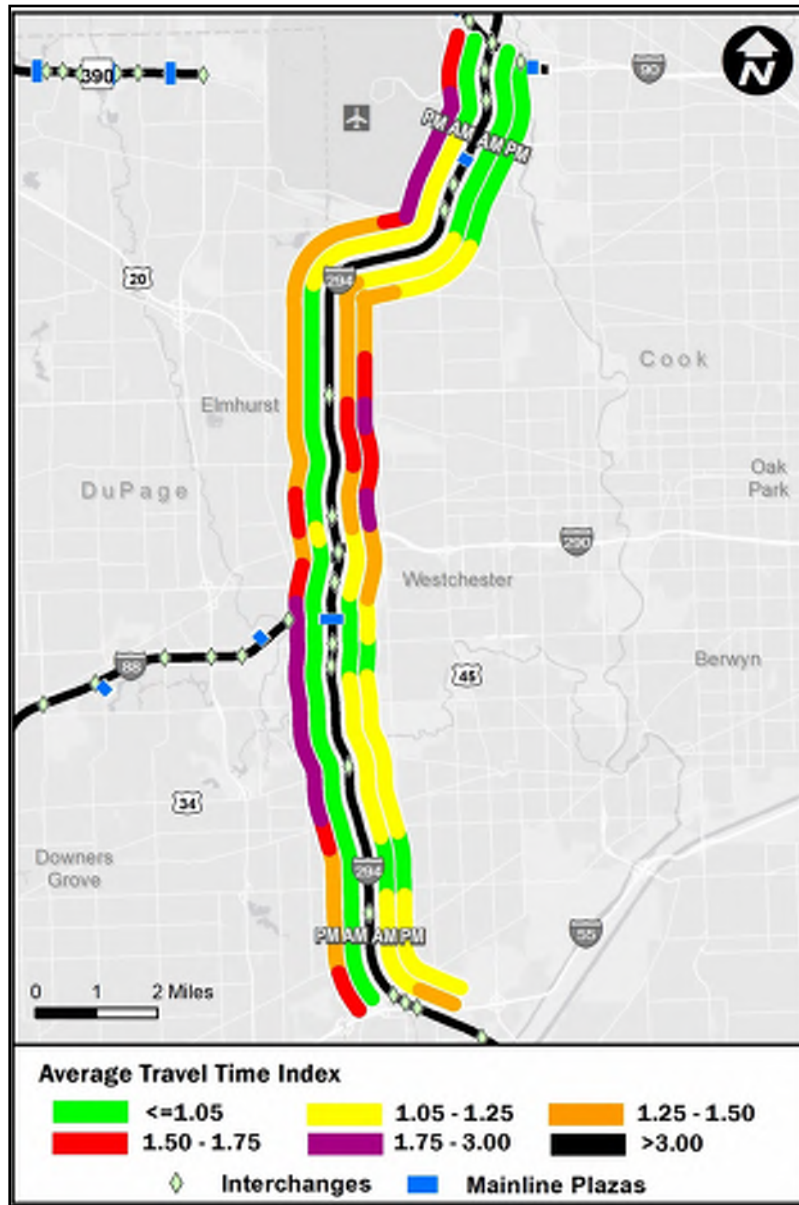 390
90
N
PM AM AM PM
20
294
Cook
Elmhurst
DuPage
Oak
Park
290
Westchester
88
45
Berwyn
34
Downers
Grove
294
PM AM AM PM
55
0 1 2 Miles
Average Travel Time Index
<=1.05 1.05 - 1.25 1.25 - 1.50
1.50 - 1.75 1.75 - 3.00 >3.00
Interchanges Mainline Plazas